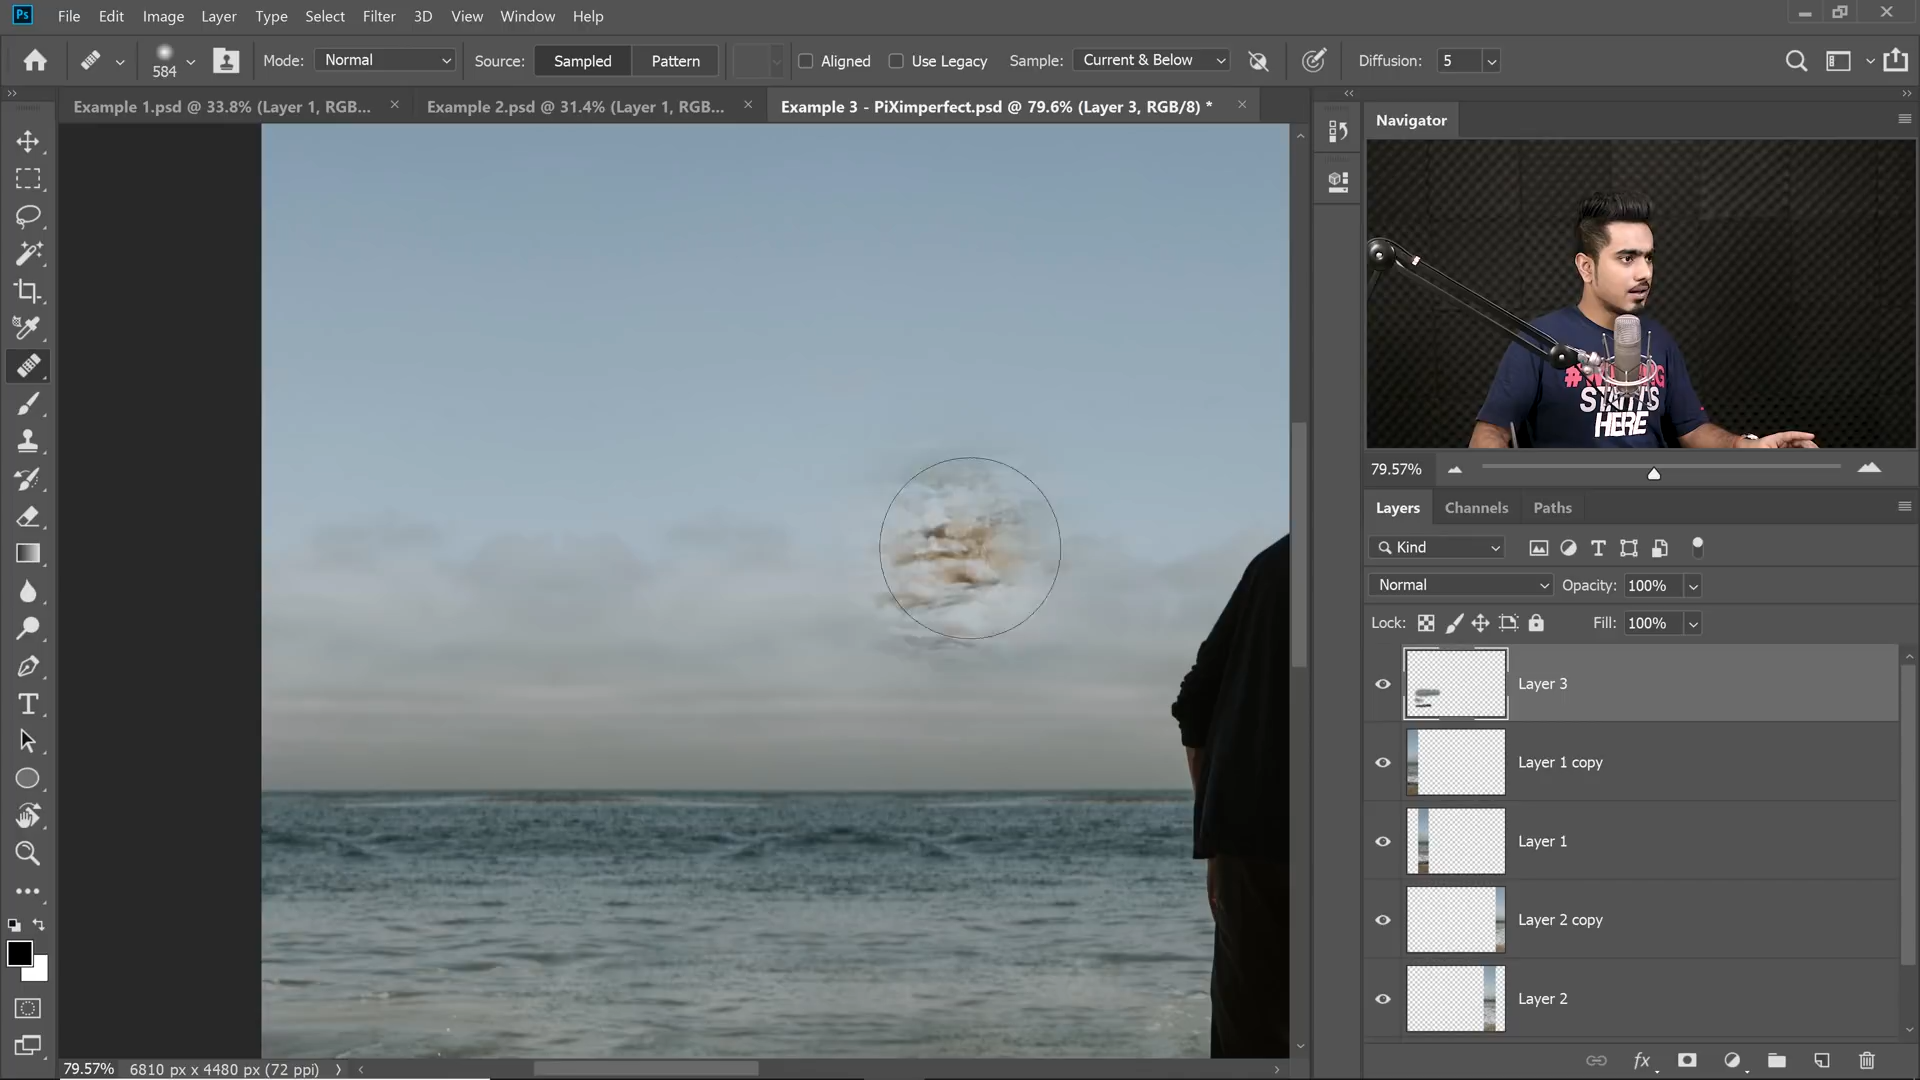 Ps File Edit Image Layer Type Select Filter 3D View Window Help
584 Mode: Normal Source: Sampled Pattern Aligned Use Legacy Sample: Current & Below Diffusion: 5
Example 1.psd @ 33.8% (Layer 1, RGB... Example 2.psd @ 31.4% (Layer 1, RGB... Example 3 - PiXimperfect.psd @ 79.6% (Layer 3, RGB/8) *
Navigator
STARTS
HERE
79.57%
Layers Channels Paths
Kind
Normal Opacity: 100%
Lock: Fill: 100%
Layer 3
Layer 1 copy
Layer 1
Layer 2 copy
Layer 2
fx
79.57% 6810 px x 4480 px (72 ppi)